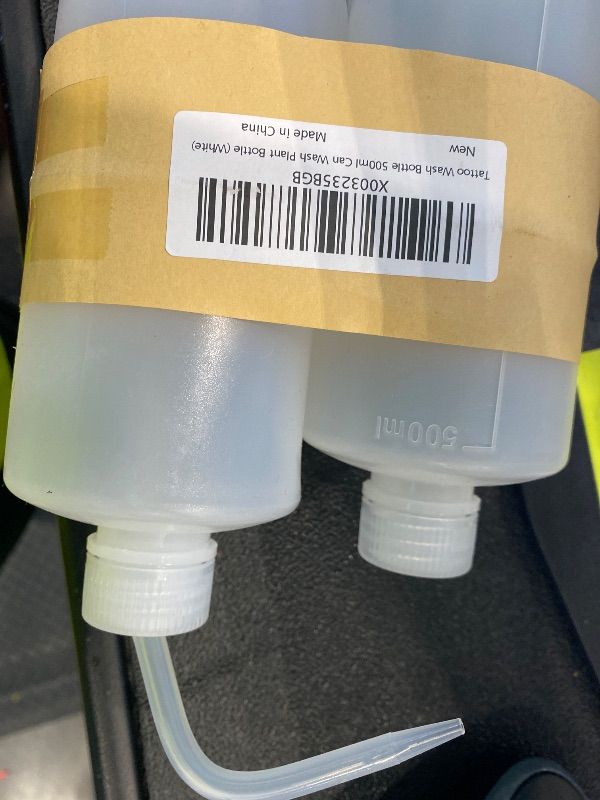 X003235BGB
Tattoo Wash Bottle 500ml Can Wash Plant Bottle (White)
New
Made in China
500ml